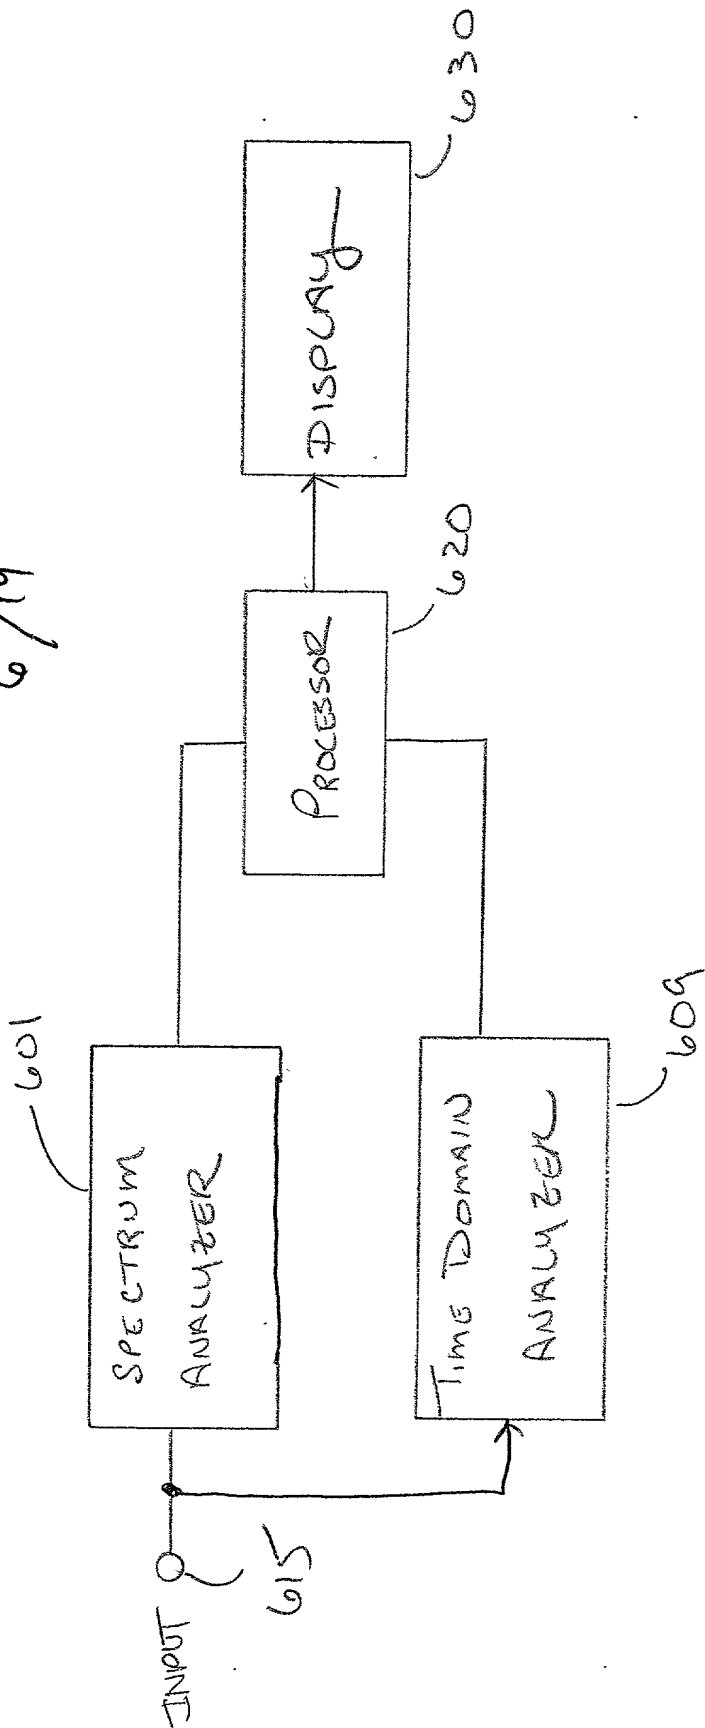 6/19
INPUT
615
601
SPECTRUM
ANALYZER
TIME DOMAIN
ANALYZER
609
PROCESSOR
620
DISPLAY
630